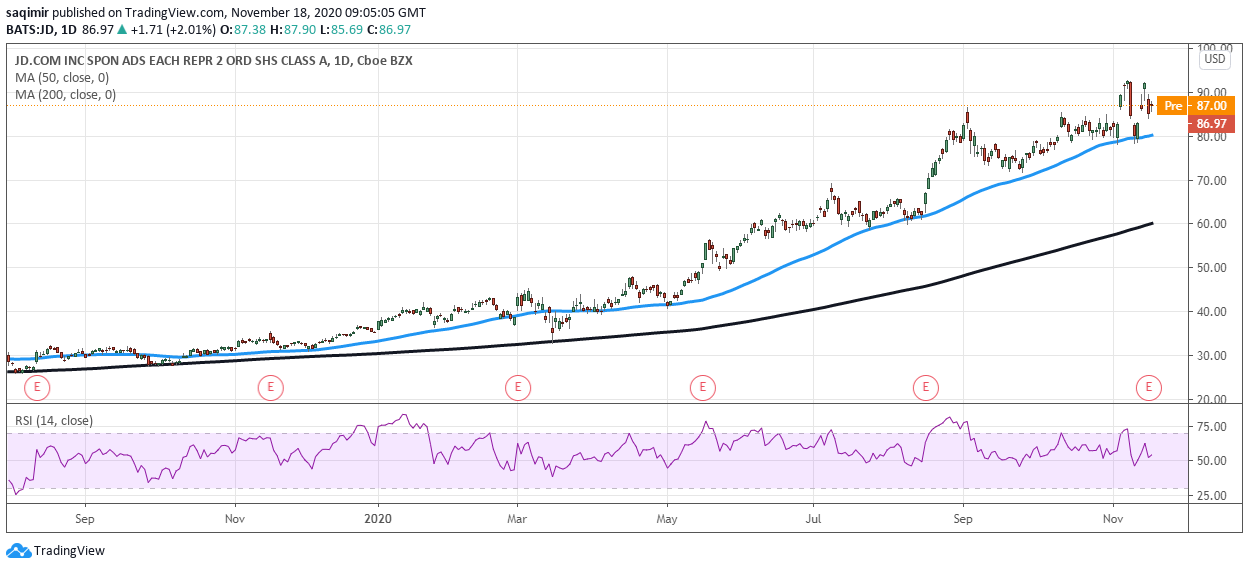 saqimir published on TradingView.com, November 18, 2020 09:05:05 GMT
BATS:JD, 1D 86.97 ▲ +1.71 (+2.01%) O:87.38 H:87.90 L:85.69 C:86.97
JD.COM INC SPON ADS EACH REPR 2 ORD SHS CLASS A, 1D, Cboe BZX
MA (50, close, 0)
MA (200, close, 0)
100.00
USD
90.00
Pre 87.00
86.97
80.00
70.00
60.00
50.00
40.00
30.00
20.00
E E E E E E
RSI (14, close)
75.00
50.00
25.00
Sep Nov 2020 Mar May Jul Sep Nov
TradingView